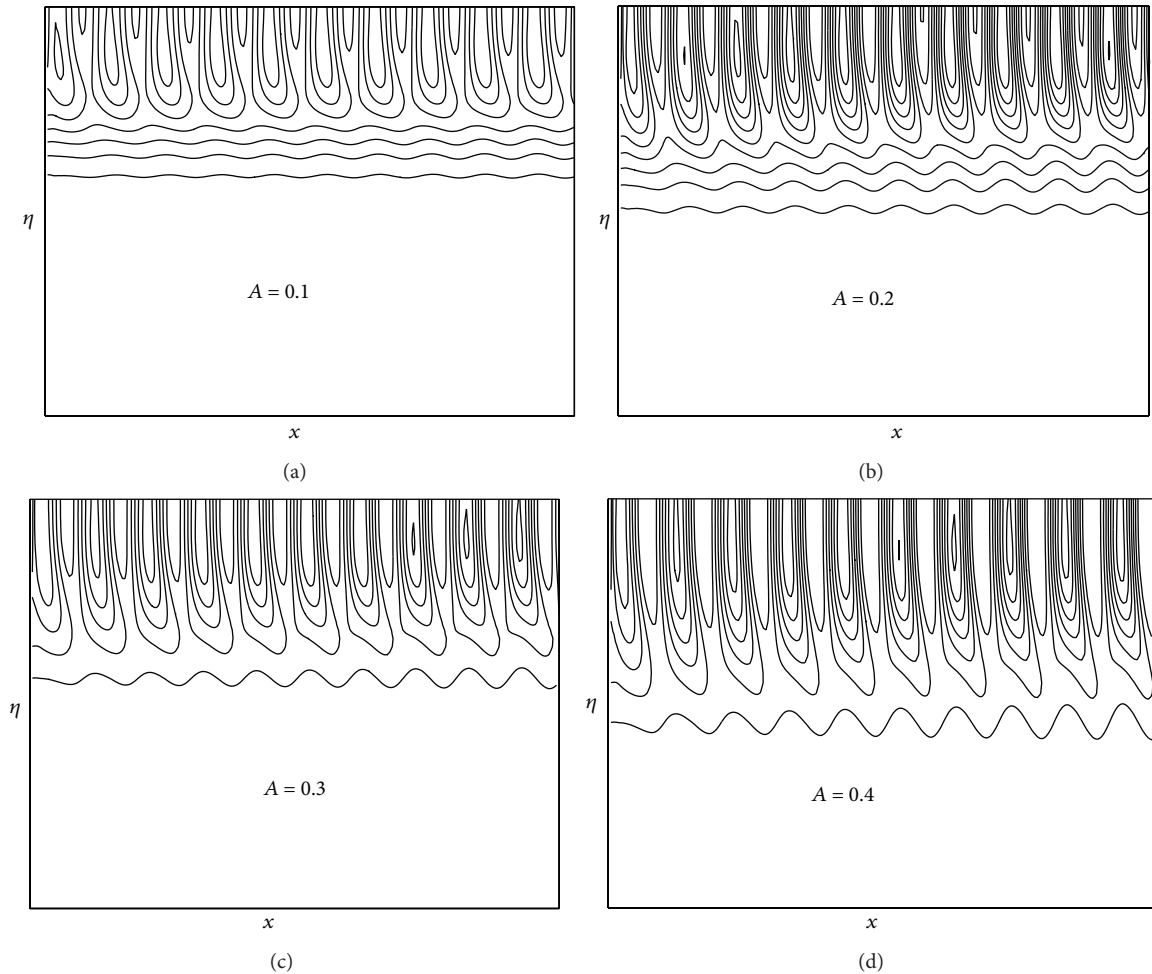 η
A = 0.1
x
(a)
η
A = 0.2
x
(b)
η
A = 0.3
x
(c)
η
A = 0.4
x
(d)